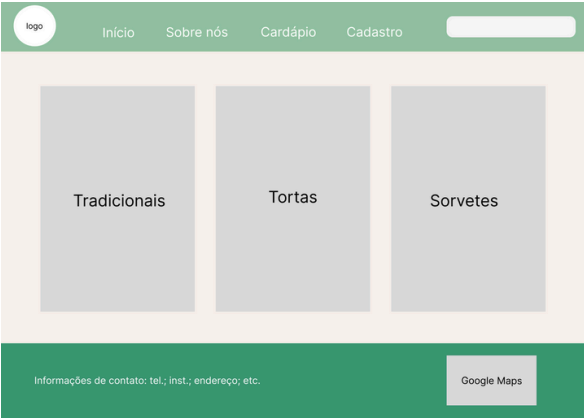 logo
Início
Sobre nós
Cardápio
Cadastro
Tradicionais
Tortas
Sorvetes
Informações de contato: tel.; inst.; endereço; etc.
Google Maps